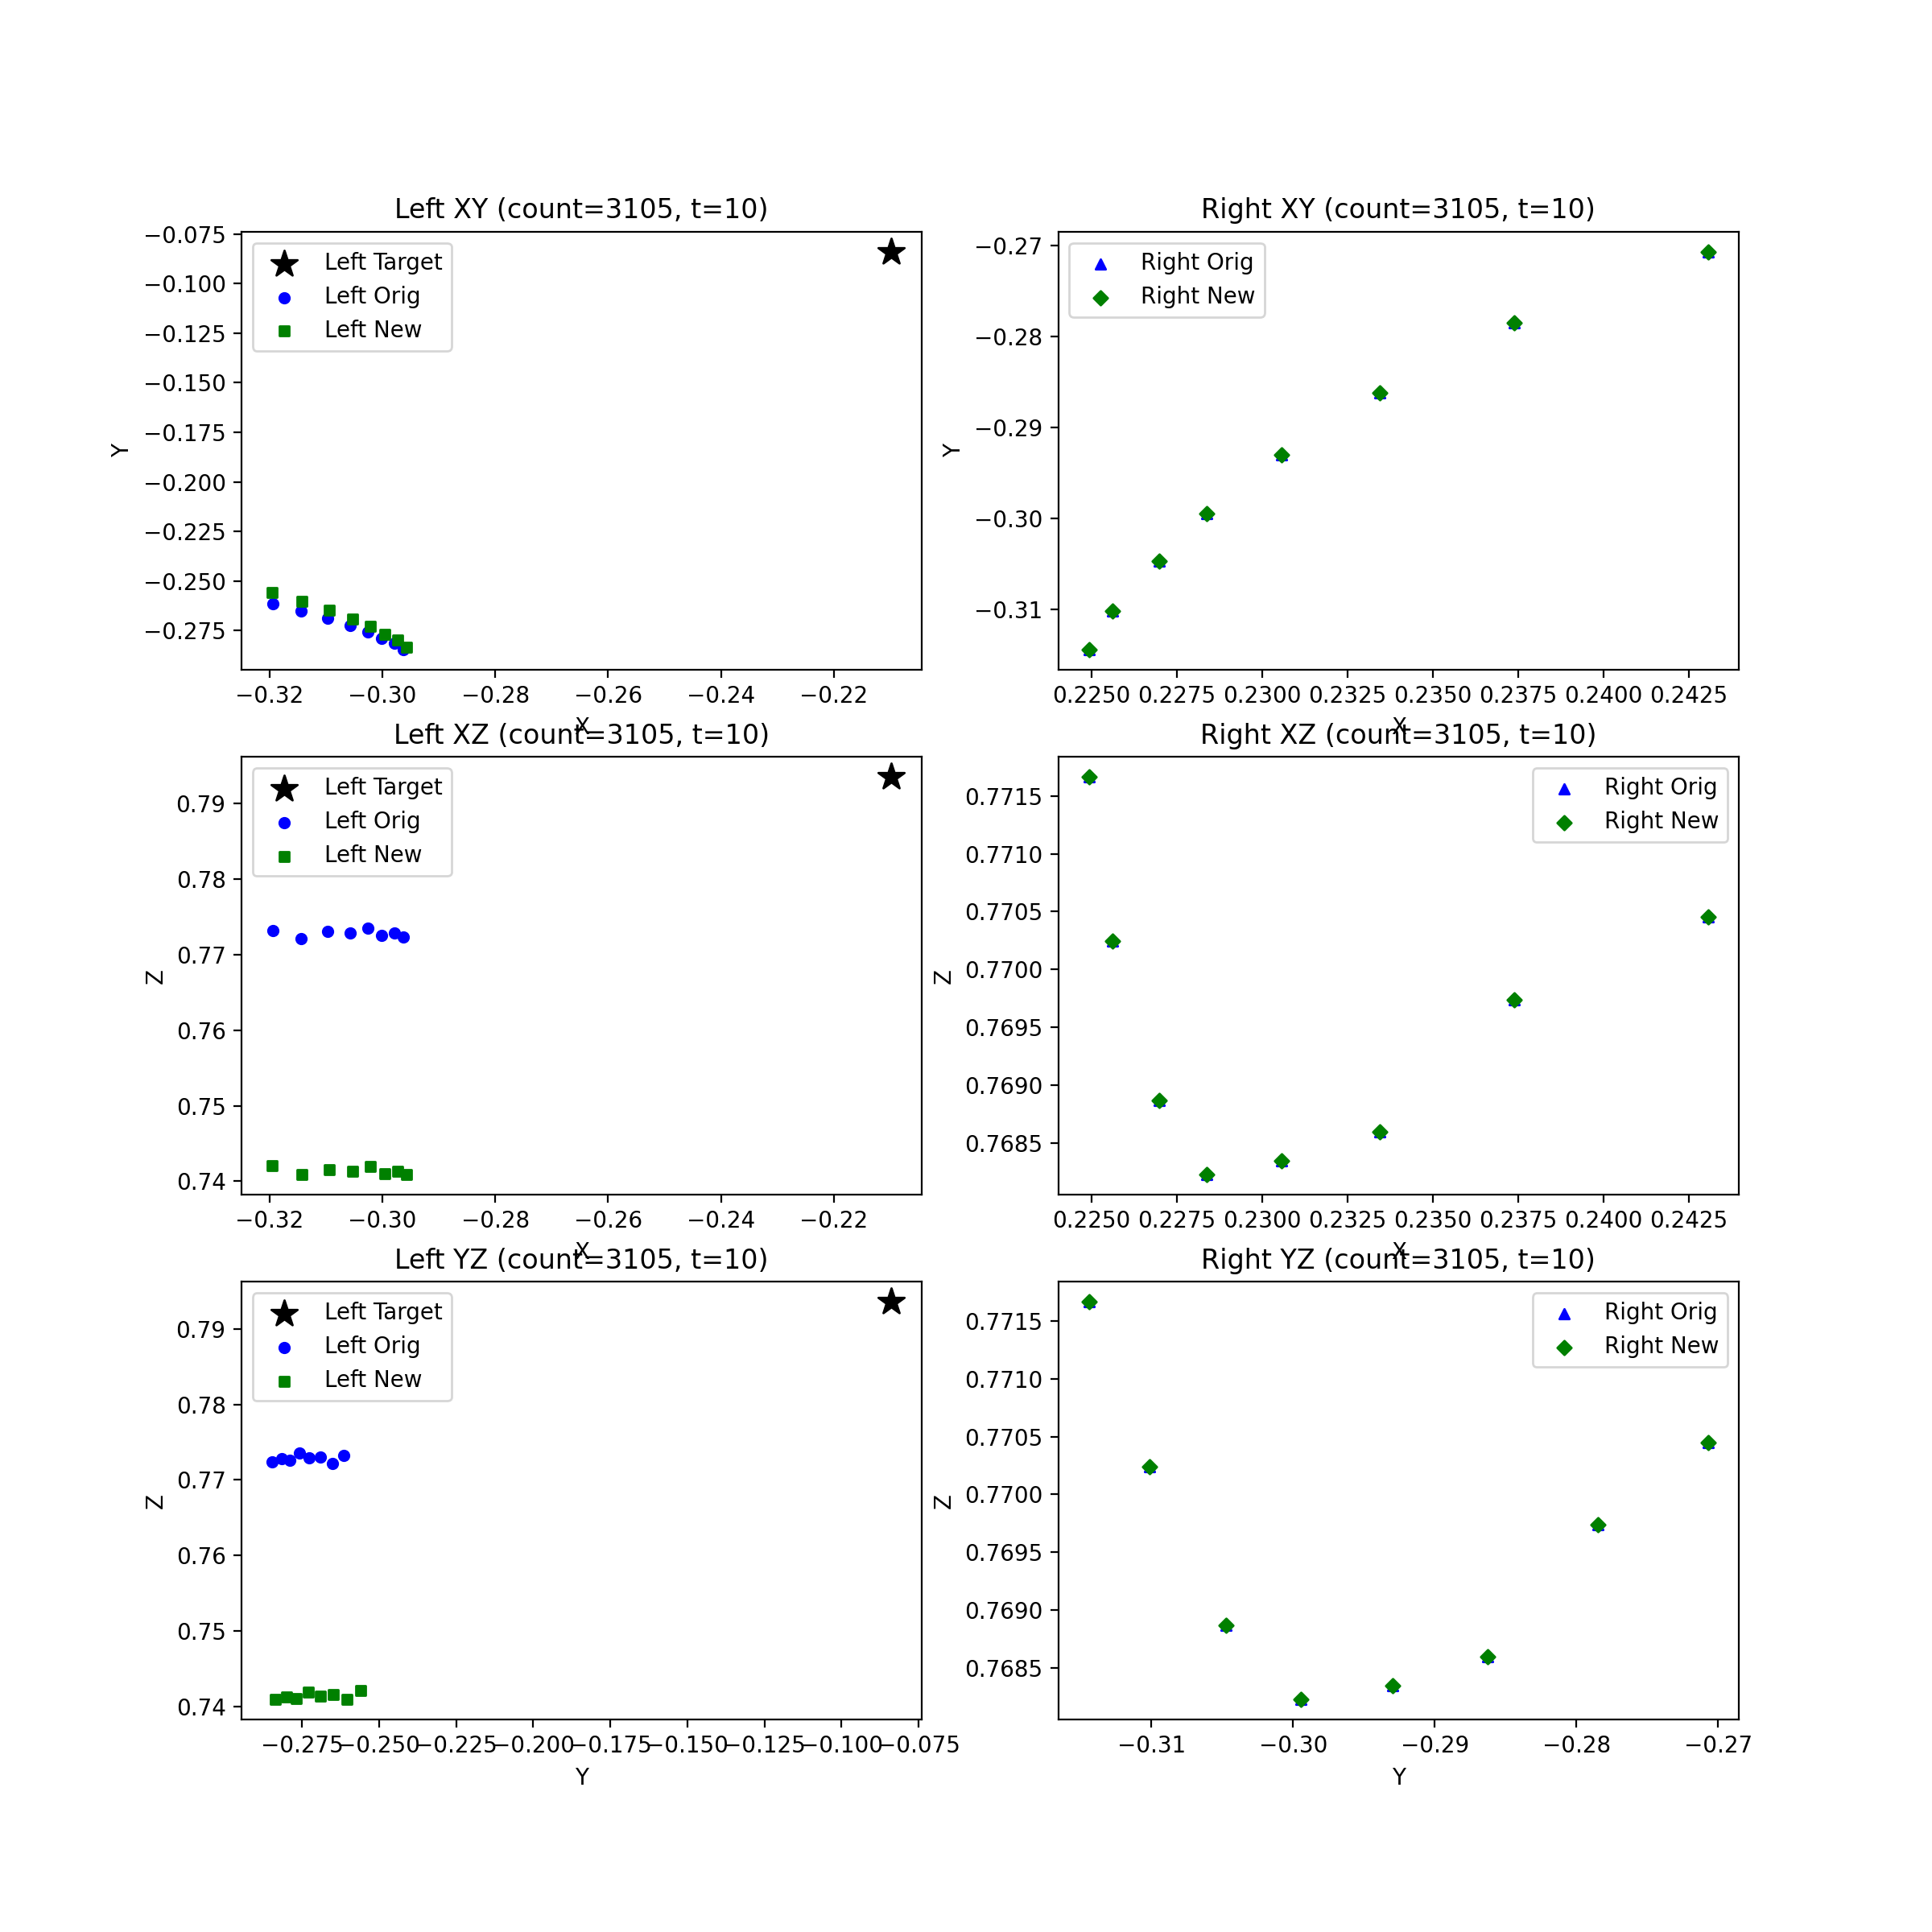 Left XY (count=3105, t=10)
Left Target
Left Orig
Left New
−0.075
−0.100
−0.125
−0.150
−0.175
−0.200
−0.225
−0.250
−0.275
Y
−0.32 −0.30 −0.28 −0.26 −0.24 −0.22
X
Right XY (count=3105, t=10)
Right Orig
Right New
−0.27
−0.28
−0.29
−0.30
−0.31
Y
0.2250 0.2275 0.2300 0.2325 0.2350 0.2375 0.2400 0.2425
X
Left XZ (count=3105, t=10)
Left Target
Left Orig
Left New
0.79
0.78
0.77
0.76
0.75
0.74
Z
−0.32 −0.30 −0.28 −0.26 −0.24 −0.22
X
Right XZ (count=3105, t=10)
Right Orig
Right New
0.7715
0.7710
0.7705
0.7700
0.7695
0.7690
0.7685
Z
0.2250 0.2275 0.2300 0.2325 0.2350 0.2375 0.2400 0.2425
X
Left YZ (count=3105, t=10)
Left Target
Left Orig
Left New
0.79
0.78
0.77
0.76
0.75
0.74
Z
−0.275 −0.250 −0.225 −0.200 −0.175 −0.150 −0.125 −0.100 −0.075
Y
Right YZ (count=3105, t=10)
Right Orig
Right New
0.7715
0.7710
0.7705
0.7700
0.7695
0.7690
0.7685
Z
−0.31 −0.30 −0.29 −0.28 −0.27
Y